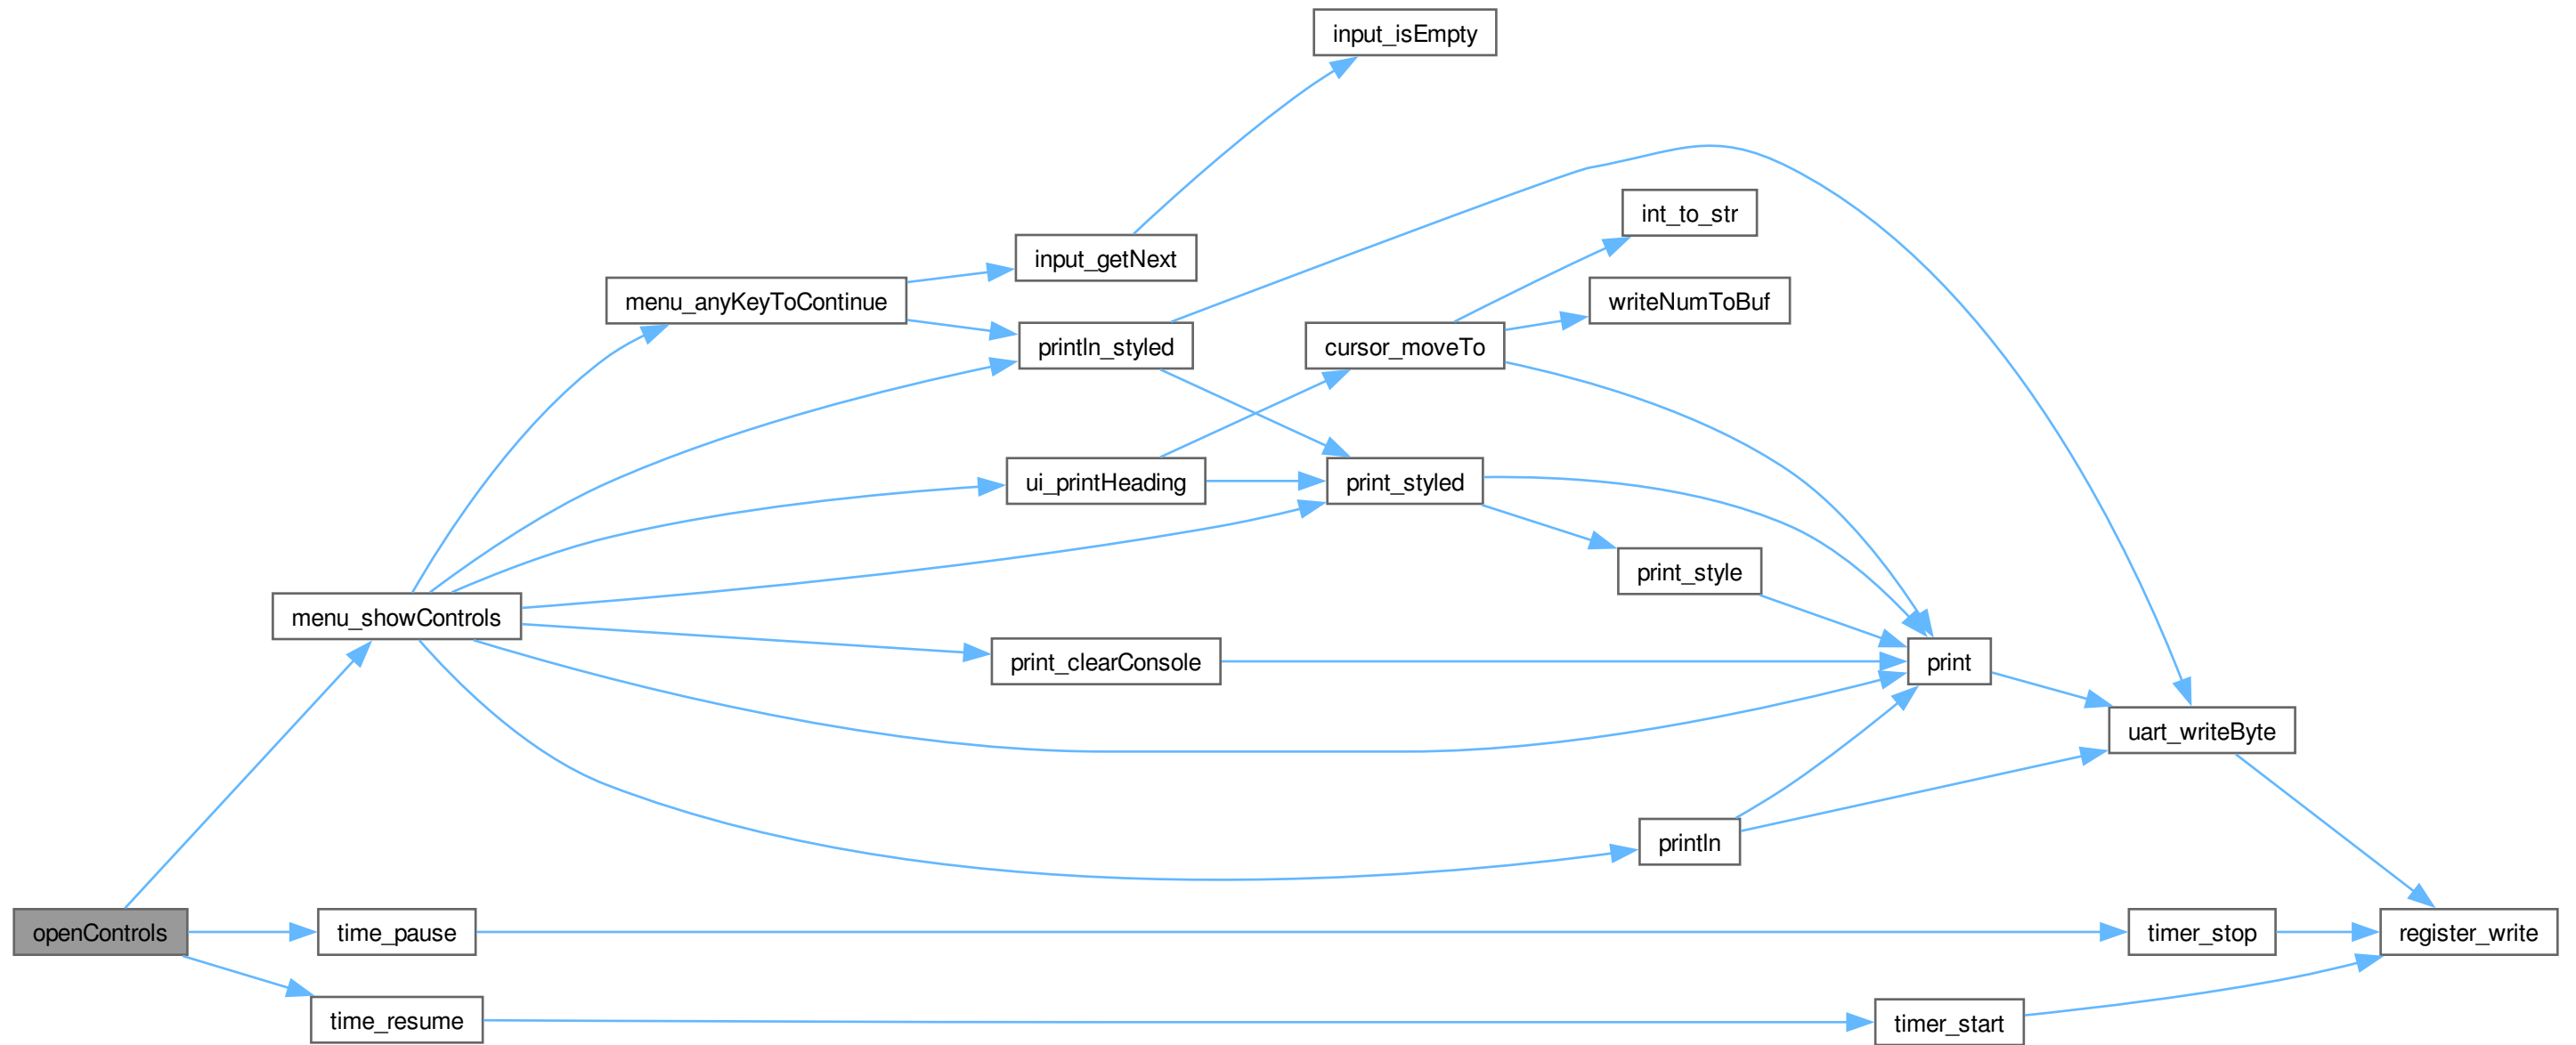 input_isEmpty
int_to_str
input_getNext
menu_anyKeyToContinue
writeNumToBuf
println_styled
cursor_moveTo
ui_printHeading
print_styled
print_style
menu_showControls
print_clearConsole
print
uart_writeByte
println
openControls
time_pause
timer_stop
register_write
time_resume
timer_start